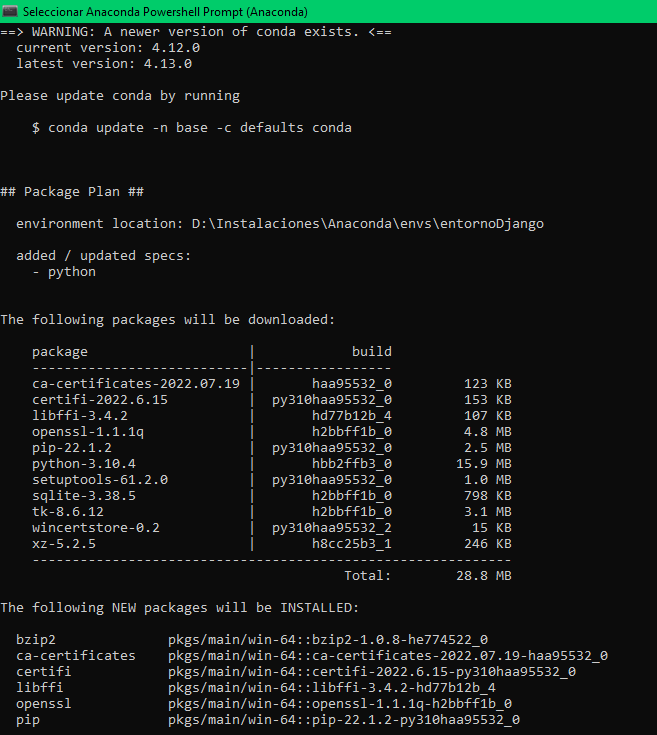 Seleccionar Anaconda Powershell Prompt (Anaconda)
==> WARNING: A newer version of conda exists. <==
  current version: 4.12.0
  latest version: 4.13.0

Please update conda by running

    $ conda update -n base -c defaults conda

## Package Plan ##

  environment location: D:\Instalaciones\Anaconda\envs\entornoDjango

  added / updated specs:
    - python

The following packages will be downloaded:

    package                    |            build
    ---------------------------|-----------------
    ca-certificates-2022.07.19 |       haa95532_0         123 KB
    certifi-2022.6.15          |  py310haa95532_0         153 KB
    libffi-3.4.2               |       hd77b12b_4         107 KB
    openssl-1.1.1q             |       h2bbff1b_0         4.8 MB
    pip-22.1.2                 |  py310haa95532_0         2.5 MB
    python-3.10.4              |       hbb2ffb3_0        15.9 MB
    setuptools-61.2.0          |  py310haa95532_0         1.0 MB
    sqlite-3.38.5              |       h2bbff1b_0         798 KB
    tk-8.6.12                  |       h2bbff1b_0         3.1 MB
    wincertstore-0.2           |  py310haa95532_2          15 KB
    xz-5.2.5                   |       h8cc25b3_1         246 KB
    ------------------------------------------------------------
                                           Total:        28.8 MB

The following NEW packages will be INSTALLED:

  bzip2              pkgs/main/win-64::bzip2-1.0.8-he774522_0
  ca-certificates    pkgs/main/win-64::ca-certificates-2022.07.19-haa95532_0
  certifi            pkgs/main/win-64::certifi-2022.6.15-py310haa95532_0
  libffi             pkgs/main/win-64::libffi-3.4.2-hd77b12b_4
  openssl            pkgs/main/win-64::openssl-1.1.1q-h2bbff1b_0
  pip                pkgs/main/win-64::pip-22.1.2-py310haa95532_0